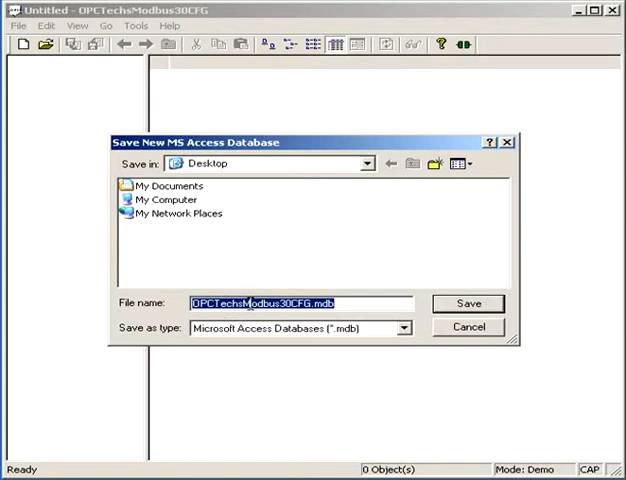 Untitled - OPCTechsModbus30CFG
File Edit View Go Tools Help
Save New MS Access Database
Save in: Desktop
My Documents
My Computer
My Network Places
File name: OPCTechsModbus30CFG.mdb Save
Save as type: Microsoft Access Databases (*.mdb) Cancel
Ready 0 Object(s) Mode: Demo CAP